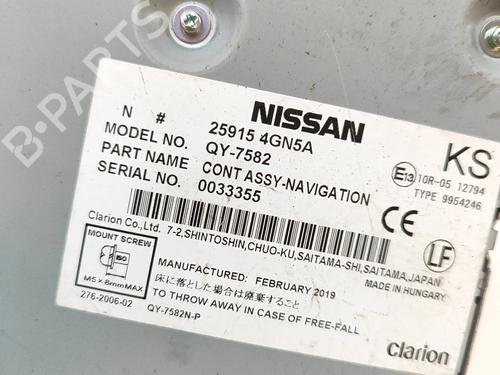 NISSAN
N # 25915 4GN5A
MODEL NO. QY-7582
PART NAME CONT ASSY-NAVIGATION
SERIAL NO. 0033355
KS
E13 10R-05 12794
TYPE 9954246
CE
LF
Clarion Co., Ltd. 7-2,SHINTOSHIN,CHUO-KU,SAITAMA-SHI,SAITAMA,JAPAN
MADE IN HUNGARY
MOUNT SCREW
ISO
M5×8mmMAX
276-2006-02
MANUFACTURED: FEBRUARY 2019
床に落とした場合は廃棄すること
TO THROW AWAY IN CASE OF FREE-FALL
QY-7582N-P
clarion
B-PARTS